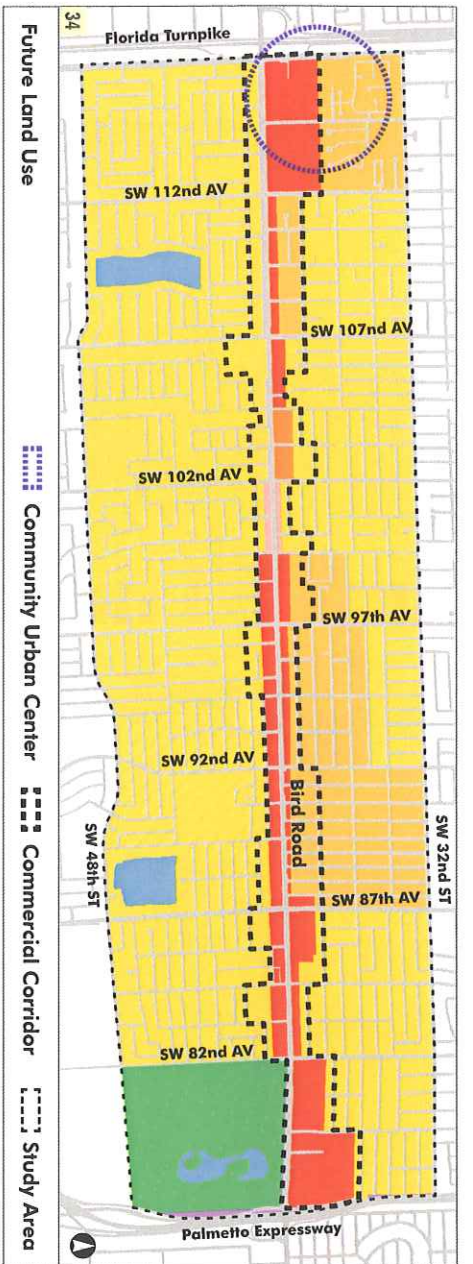 34
Florida Turnpike
SW 112nd AV
SW 107nd AV
SW 102nd AV
SW 97th AV
SW 92nd AV
Bird Road
SW 87th AV
SW 32nd ST
SW 48th ST
SW 82nd AV
Palmetto Expressway
Future Land Use
Community Urban Center
Commercial Corridor
Study Area